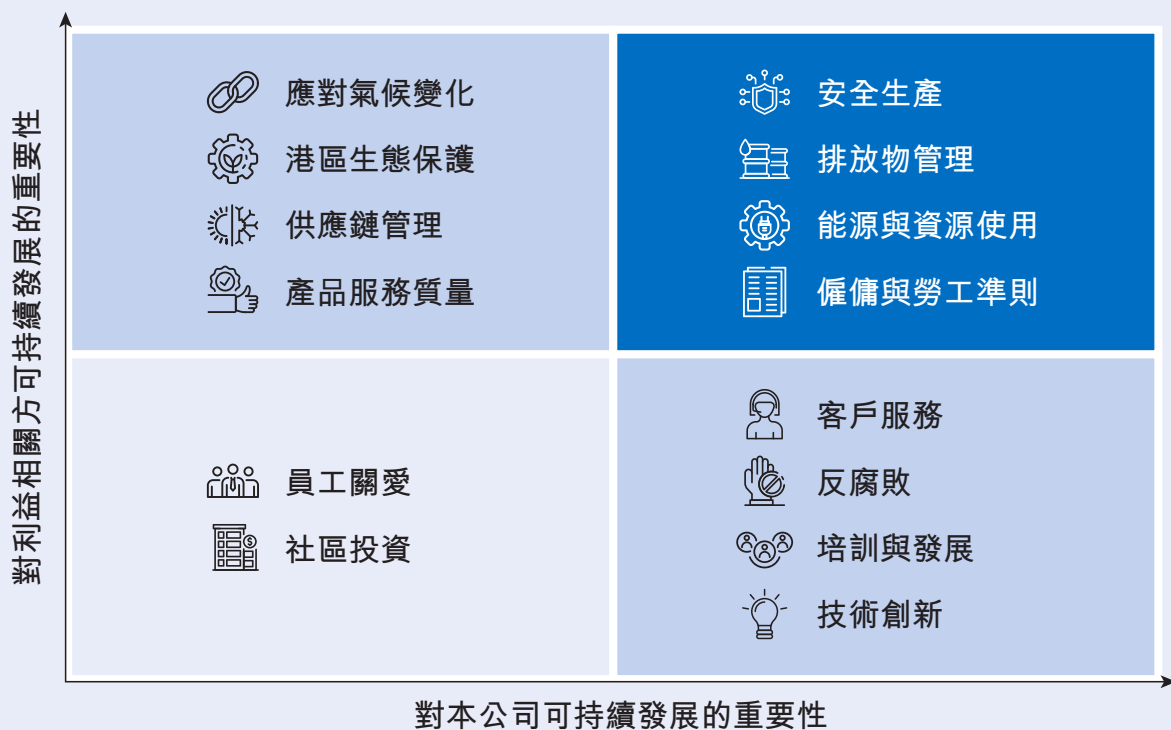 對利益相關方可持續發展的重要性
應對氣候變化
港區生態保護
供應鏈管理
產品服務質量
安全生產
排放物管理
能源與資源使用
僱傭與勞工準則
員工關愛
社區投資
客戶服務
反腐敗
培訓與發展
技術創新
對本公司可持續發展的重要性